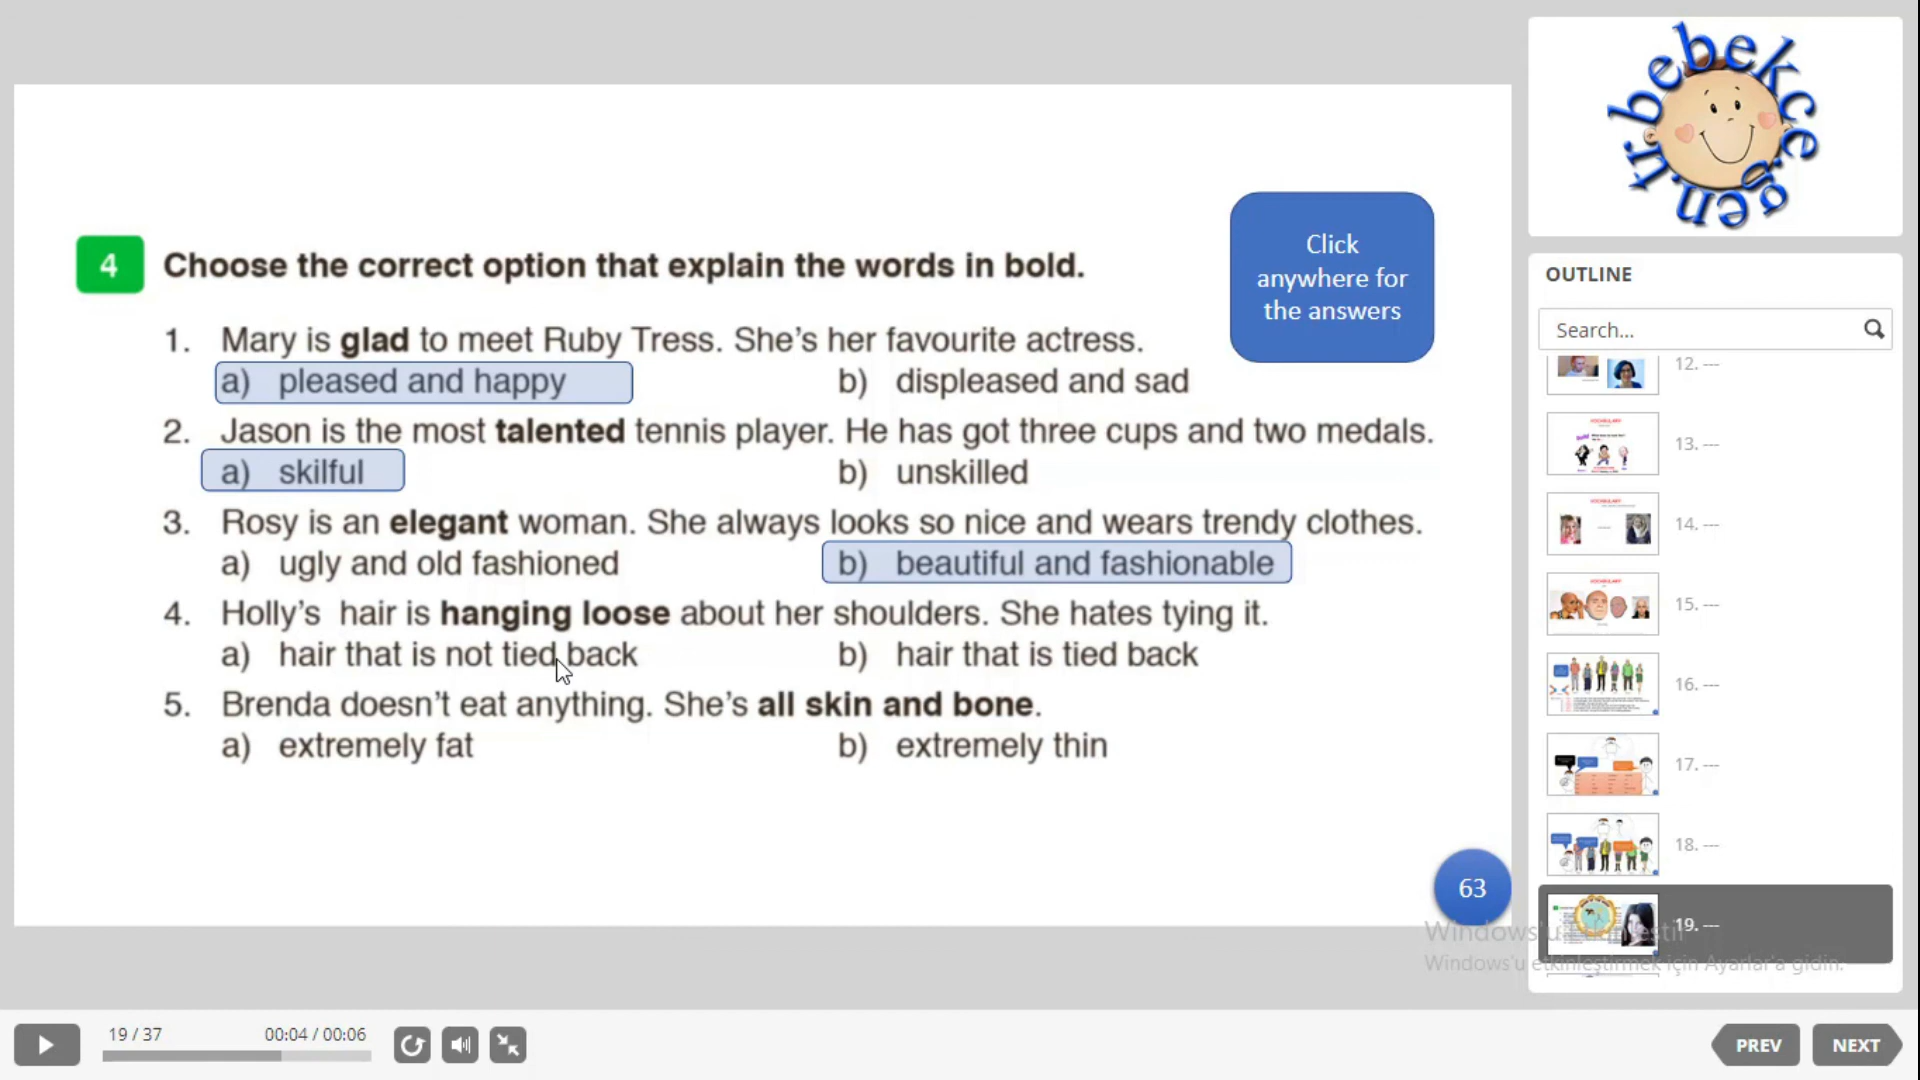 bebekce.gen.tr
4 Choose the correct option that explain the words in bold.
Click
anywhere for
the answers
1. Mary is glad to meet Ruby Tress. She's her favourite actress.
a) pleased and happy b) displeased and sad
2. Jason is the most talented tennis player. He has got three cups and two medals.
a) skilful b) unskilled
3. Rosy is an elegant woman. She always looks so nice and wears trendy clothes.
a) ugly and old fashioned b) beautiful and fashionable
4. Holly's hair is hanging loose about her shoulders. She hates tying it.
a) hair that is not tied back b) hair that is tied back
5. Brenda doesn't eat anything. She's all skin and bone.
a) extremely fat b) extremely thin
63
OUTLINE
Search...
12. ---
13. ---
14. ---
15. ---
16. ---
17. ---
18. ---
19. ---
Windows'u Etkinleştir
Windows'u etkinleştirmek için Ayarlar'a gidin.
19 / 37
00:04 / 00:06
PREV
NEXT